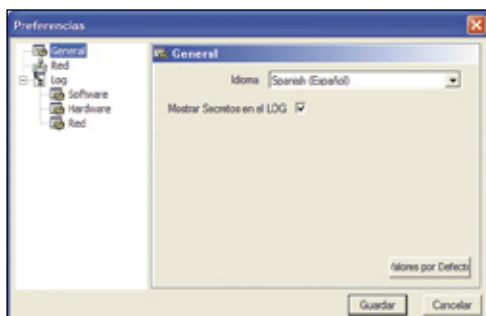 Preferencias
General
Red
Log
Software
Hardware
Red
General
Idioma Spanish (Español)
Mostrar Secretos en el LOG
Valores por Defecto
Guardar Cancelar